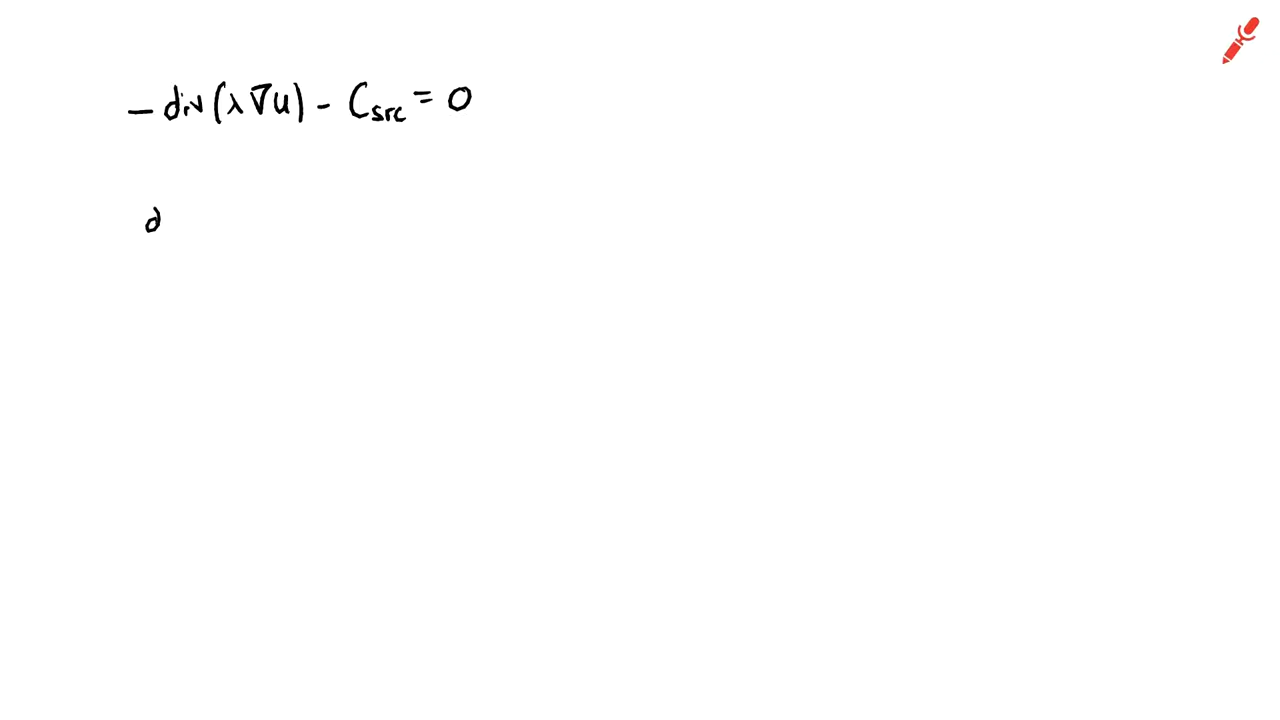 − div(λ∇u) - C_src = 0
∂